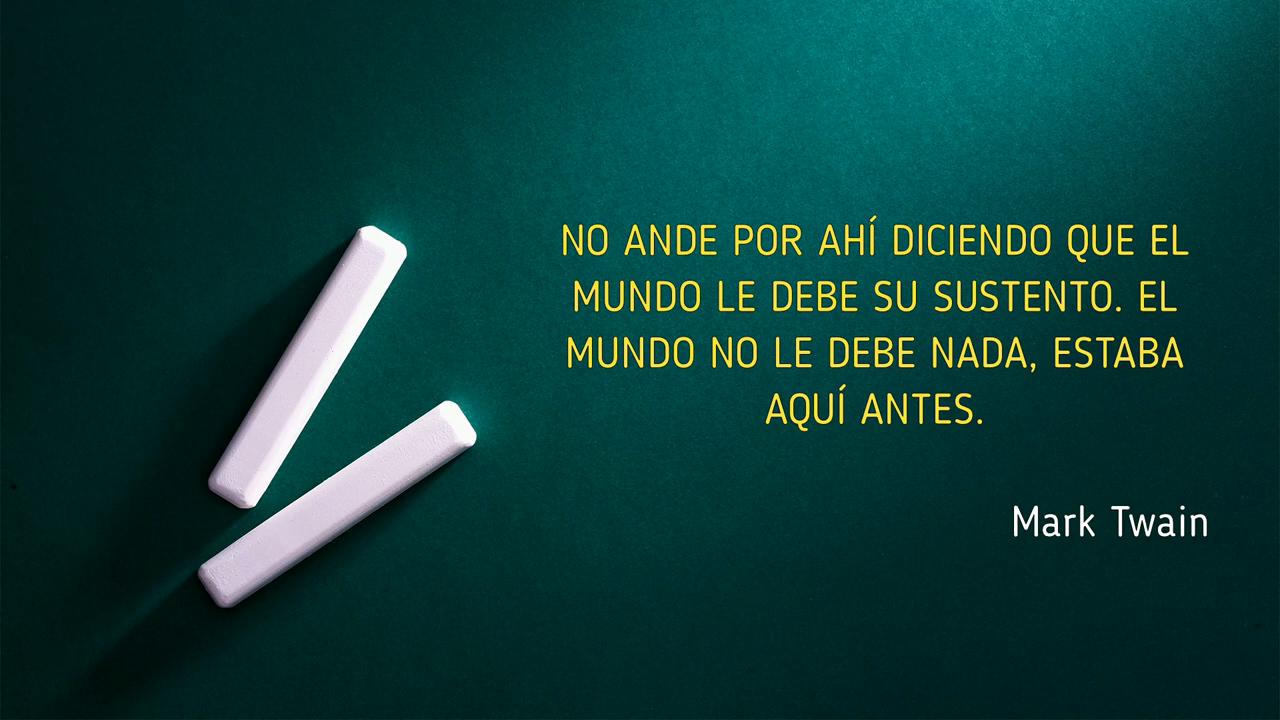 NO ANDE POR AHÍ DICIENDO QUE EL
MUNDO LE DEBE SU SUSTENTO. EL
MUNDO NO LE DEBE NADA, ESTABA
AQUÍ ANTES.
Mark Twain